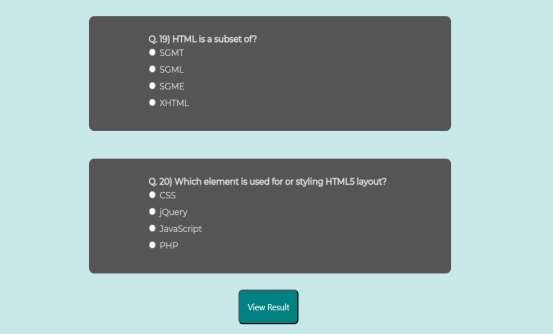 Q. 19) HTML is a subset of?
SGMT
SGML
SGME
XHTML
Q. 20) Which element is used for or styling HTML5 layout?
CSS
jQuery
JavaScript
PHP
View Result